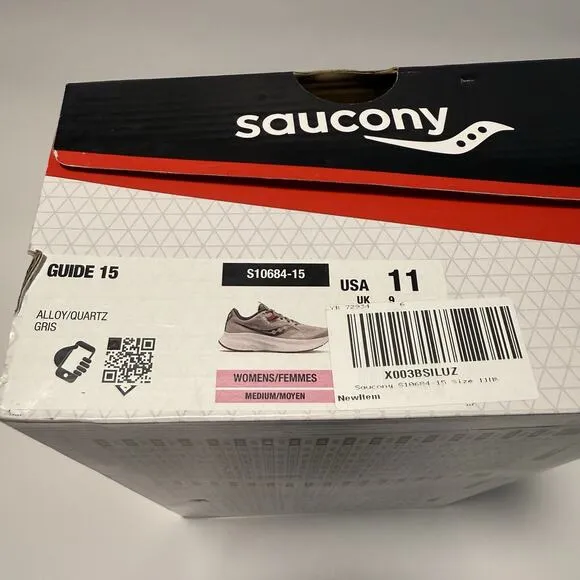 saucony
GUIDE 15
S10684-15
USA 11
UK 9
ALLOY/QUARTZ
GRIS
WOMENS/FEMMES
MEDIUM/MOYEN
X003BSILUZ
Saucony S10684-15 Size 11
NewItem